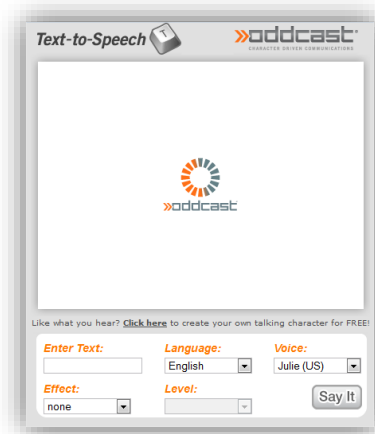 Text-to-Speech T »oddcast
CHARACTER DRIVEN COMMUNICATIONS
»oddcast
Like what you hear? Click here to create your own talking character for FREE!
Enter Text: Language: Voice:
English Julie (US)
Effect: Level:
none Say It